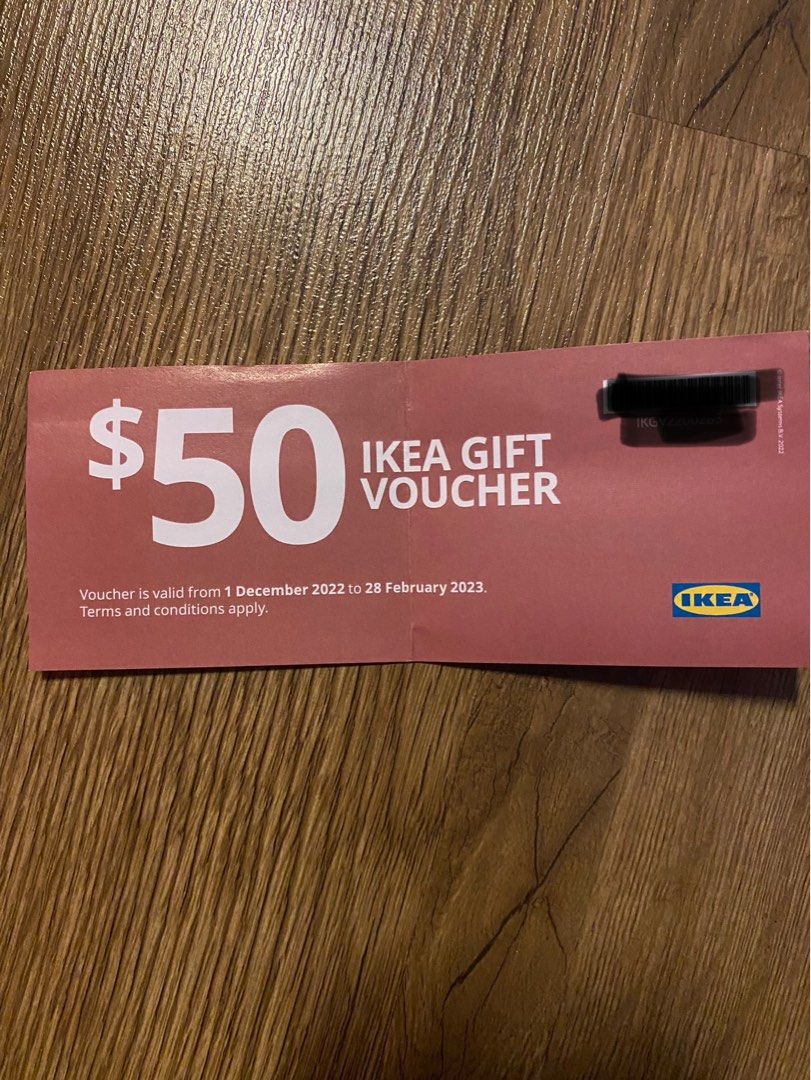 $50 IKEA GIFT
VOUCHER
Voucher is valid from 1 December 2022 to 28 February 2023.
Terms and conditions apply.
IKEA